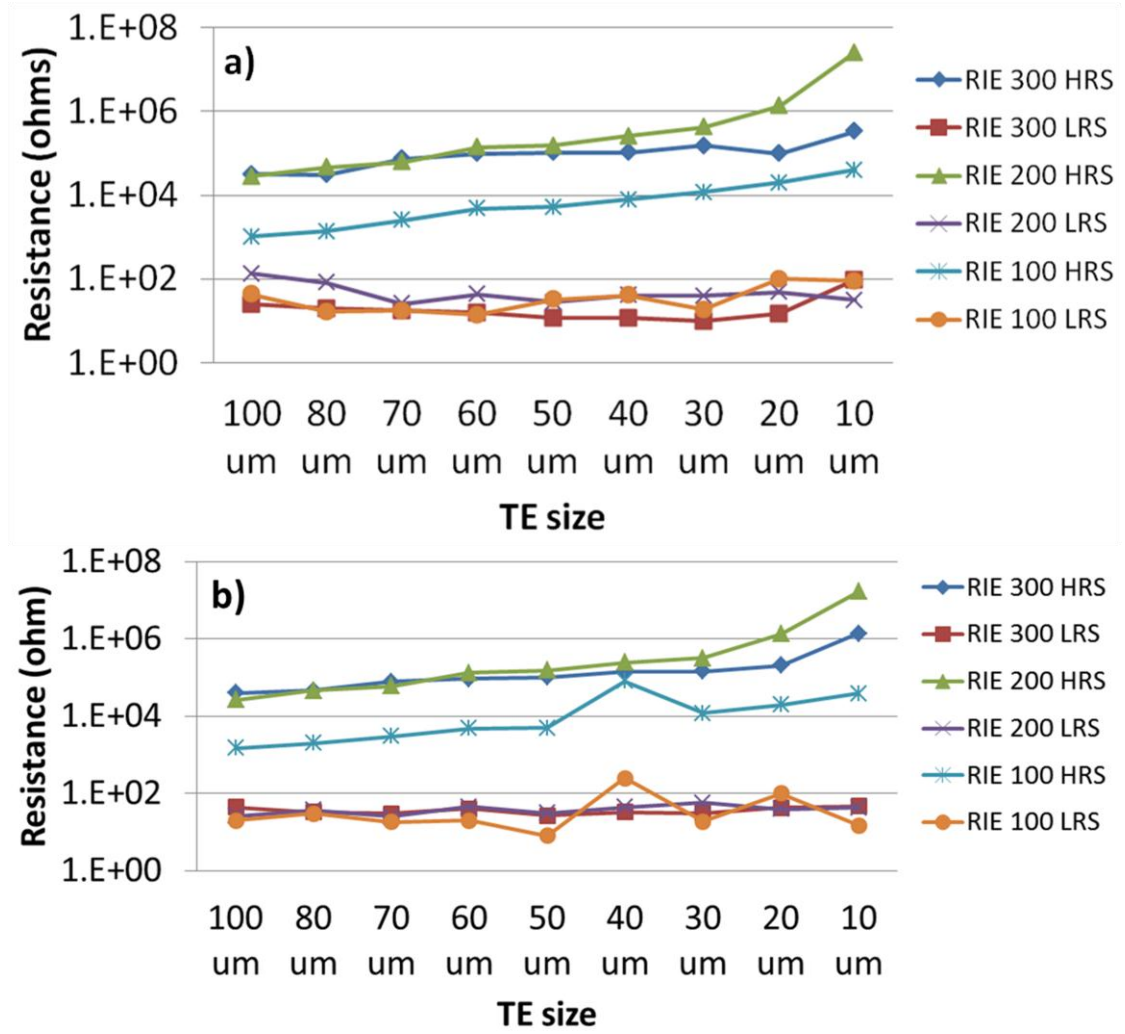 a)
Resistance (ohms)
1.E+08
1.E+06
1.E+04
1.E+02
1.E+00
100 80 70 60 50 40 30 20 10
um um um um um um um um um
TE size
RIE 300 HRS
RIE 300 LRS
RIE 200 HRS
RIE 200 LRS
RIE 100 HRS
RIE 100 LRS
b)
Resistance (ohm)
1.E+08
1.E+06
1.E+04
1.E+02
1.E+00
100 80 70 60 50 40 30 20 10
um um um um um um um um um
TE size
RIE 300 HRS
RIE 300 LRS
RIE 200 HRS
RIE 200 LRS
RIE 100 HRS
RIE 100 LRS